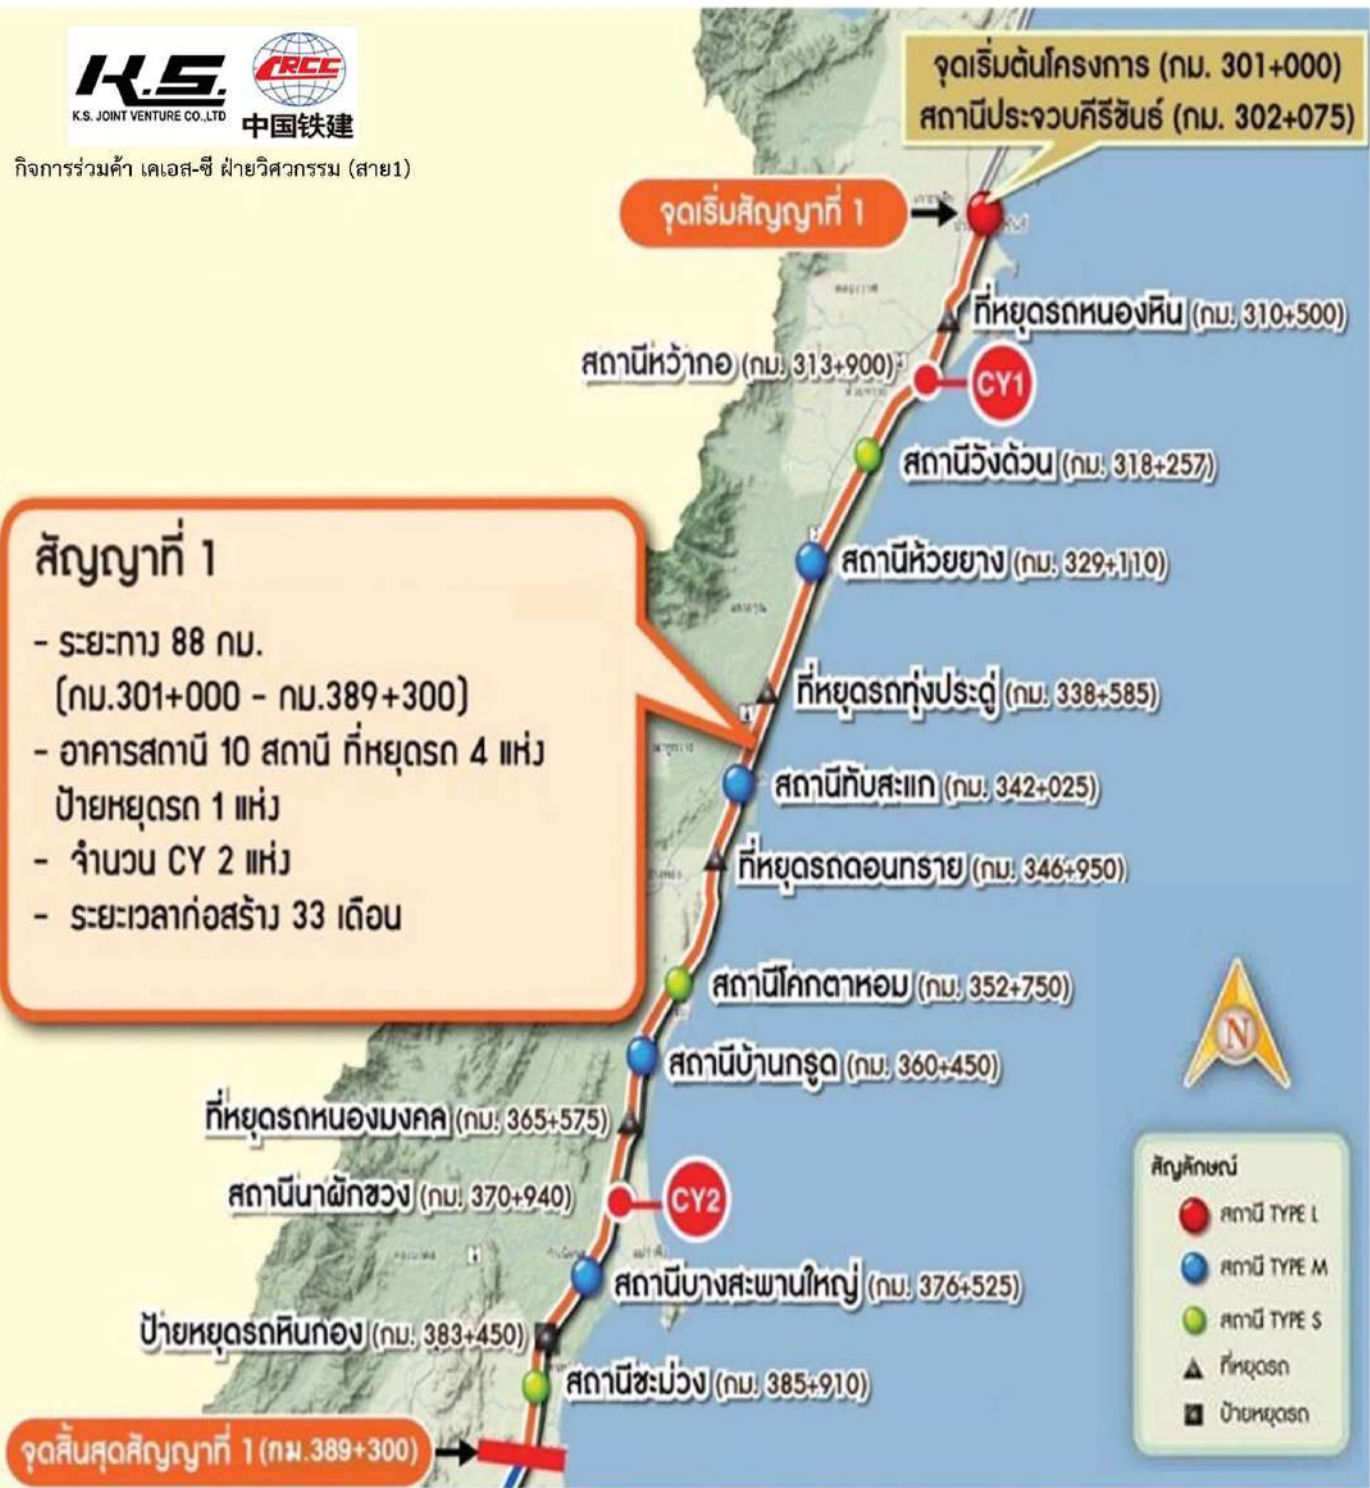 K.S.
K.S. JOINT VENTURE CO.,LTD
CRCC
中国铁建
กิจการร่วมค้า เคเอส-ซี ฝ่ายวิศวกรรม (สาย1)
จุดเริ่มต้นโครงการ (กม. 301+000)
สถานีประจวบคีรีขันธ์ (กม. 302+075)
จุดเริ่มสัญญาที่ 1
ที่หยุดรถหนองหิน (กม. 310+500)
สถานีหว้ากอ (กม. 313+900)
CY1
สถานีวังด้วน (กม. 318+257)
สถานีห้วยยาง (กม. 329+110)
ที่หยุดรถทุ่งประดู่ (กม. 338+585)
สถานีทับสะแก (กม. 342+025)
ที่หยุดรถดอนทราย (กม. 346+950)
สถานีโคกตาหอม (กม. 352+750)
สถานีบ้านกรูด (กม. 360+450)
ที่หยุดรถหนองมงคล (กม. 365+575)
สถานีนาผักขวง (กม. 370+940)
CY2
สถานีบางสะพานใหญ่ (กม. 376+525)
ป้ายหยุดรถหินกอง (กม. 383+450)
สถานีชะม่วง (กม. 385+910)
จุดสิ้นสุดสัญญาที่ 1 (กม.389+300)
สัญญาที่ 1
- ระยะทาง 88 กม.
(กม.301+000 - กม.389+300)
- อาคารสถานี 10 สถานี ที่หยุดรถ 4 แห่ง
ป้ายหยุดรถ 1 แห่ง
- จำนวน CY 2 แห่ง
- ระยะเวลาก่อสร้าง 33 เดือน
N
สัญลักษณ์
สถานี TYPE L
สถานี TYPE M
สถานี TYPE S
ที่หยุดรถ
ป้ายหยุดรถ